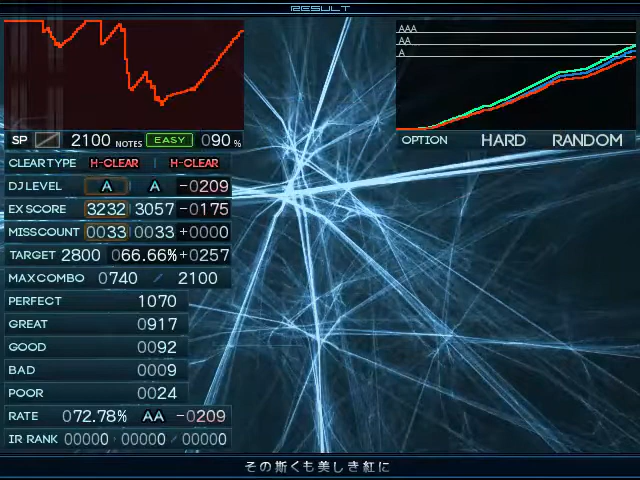 RESULT
AAA
AA
A
SP 2100 NOTES EASY 090 %
OPTION HARD RANDOM
CLEAR TYPE H-CLEAR | H-CLEAR
DJ LEVEL A | A -0209
EX SCORE 3232 3057 -0175
MISSCOUNT 0033 0033 +0000
TARGET 2800 066.66% +0257
MAXCOMBO 0740 / 2100
PERFECT 1070
GREAT 0917
GOOD 0092
BAD 0009
POOR 0024
RATE 072.78% AA -0209
IR RANK 00000 · 00000 / 00000
その斯くも美しき紅に